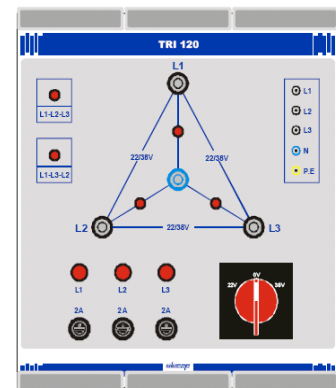 TRI 120
L1
L1-L2-L3
L1-L3-L2
22/38V
22/38V
L2
22/38V
L3
L1
L2
L3
N
P.E
L1 L2 L3
2A 2A 2A
0V
22V 38V